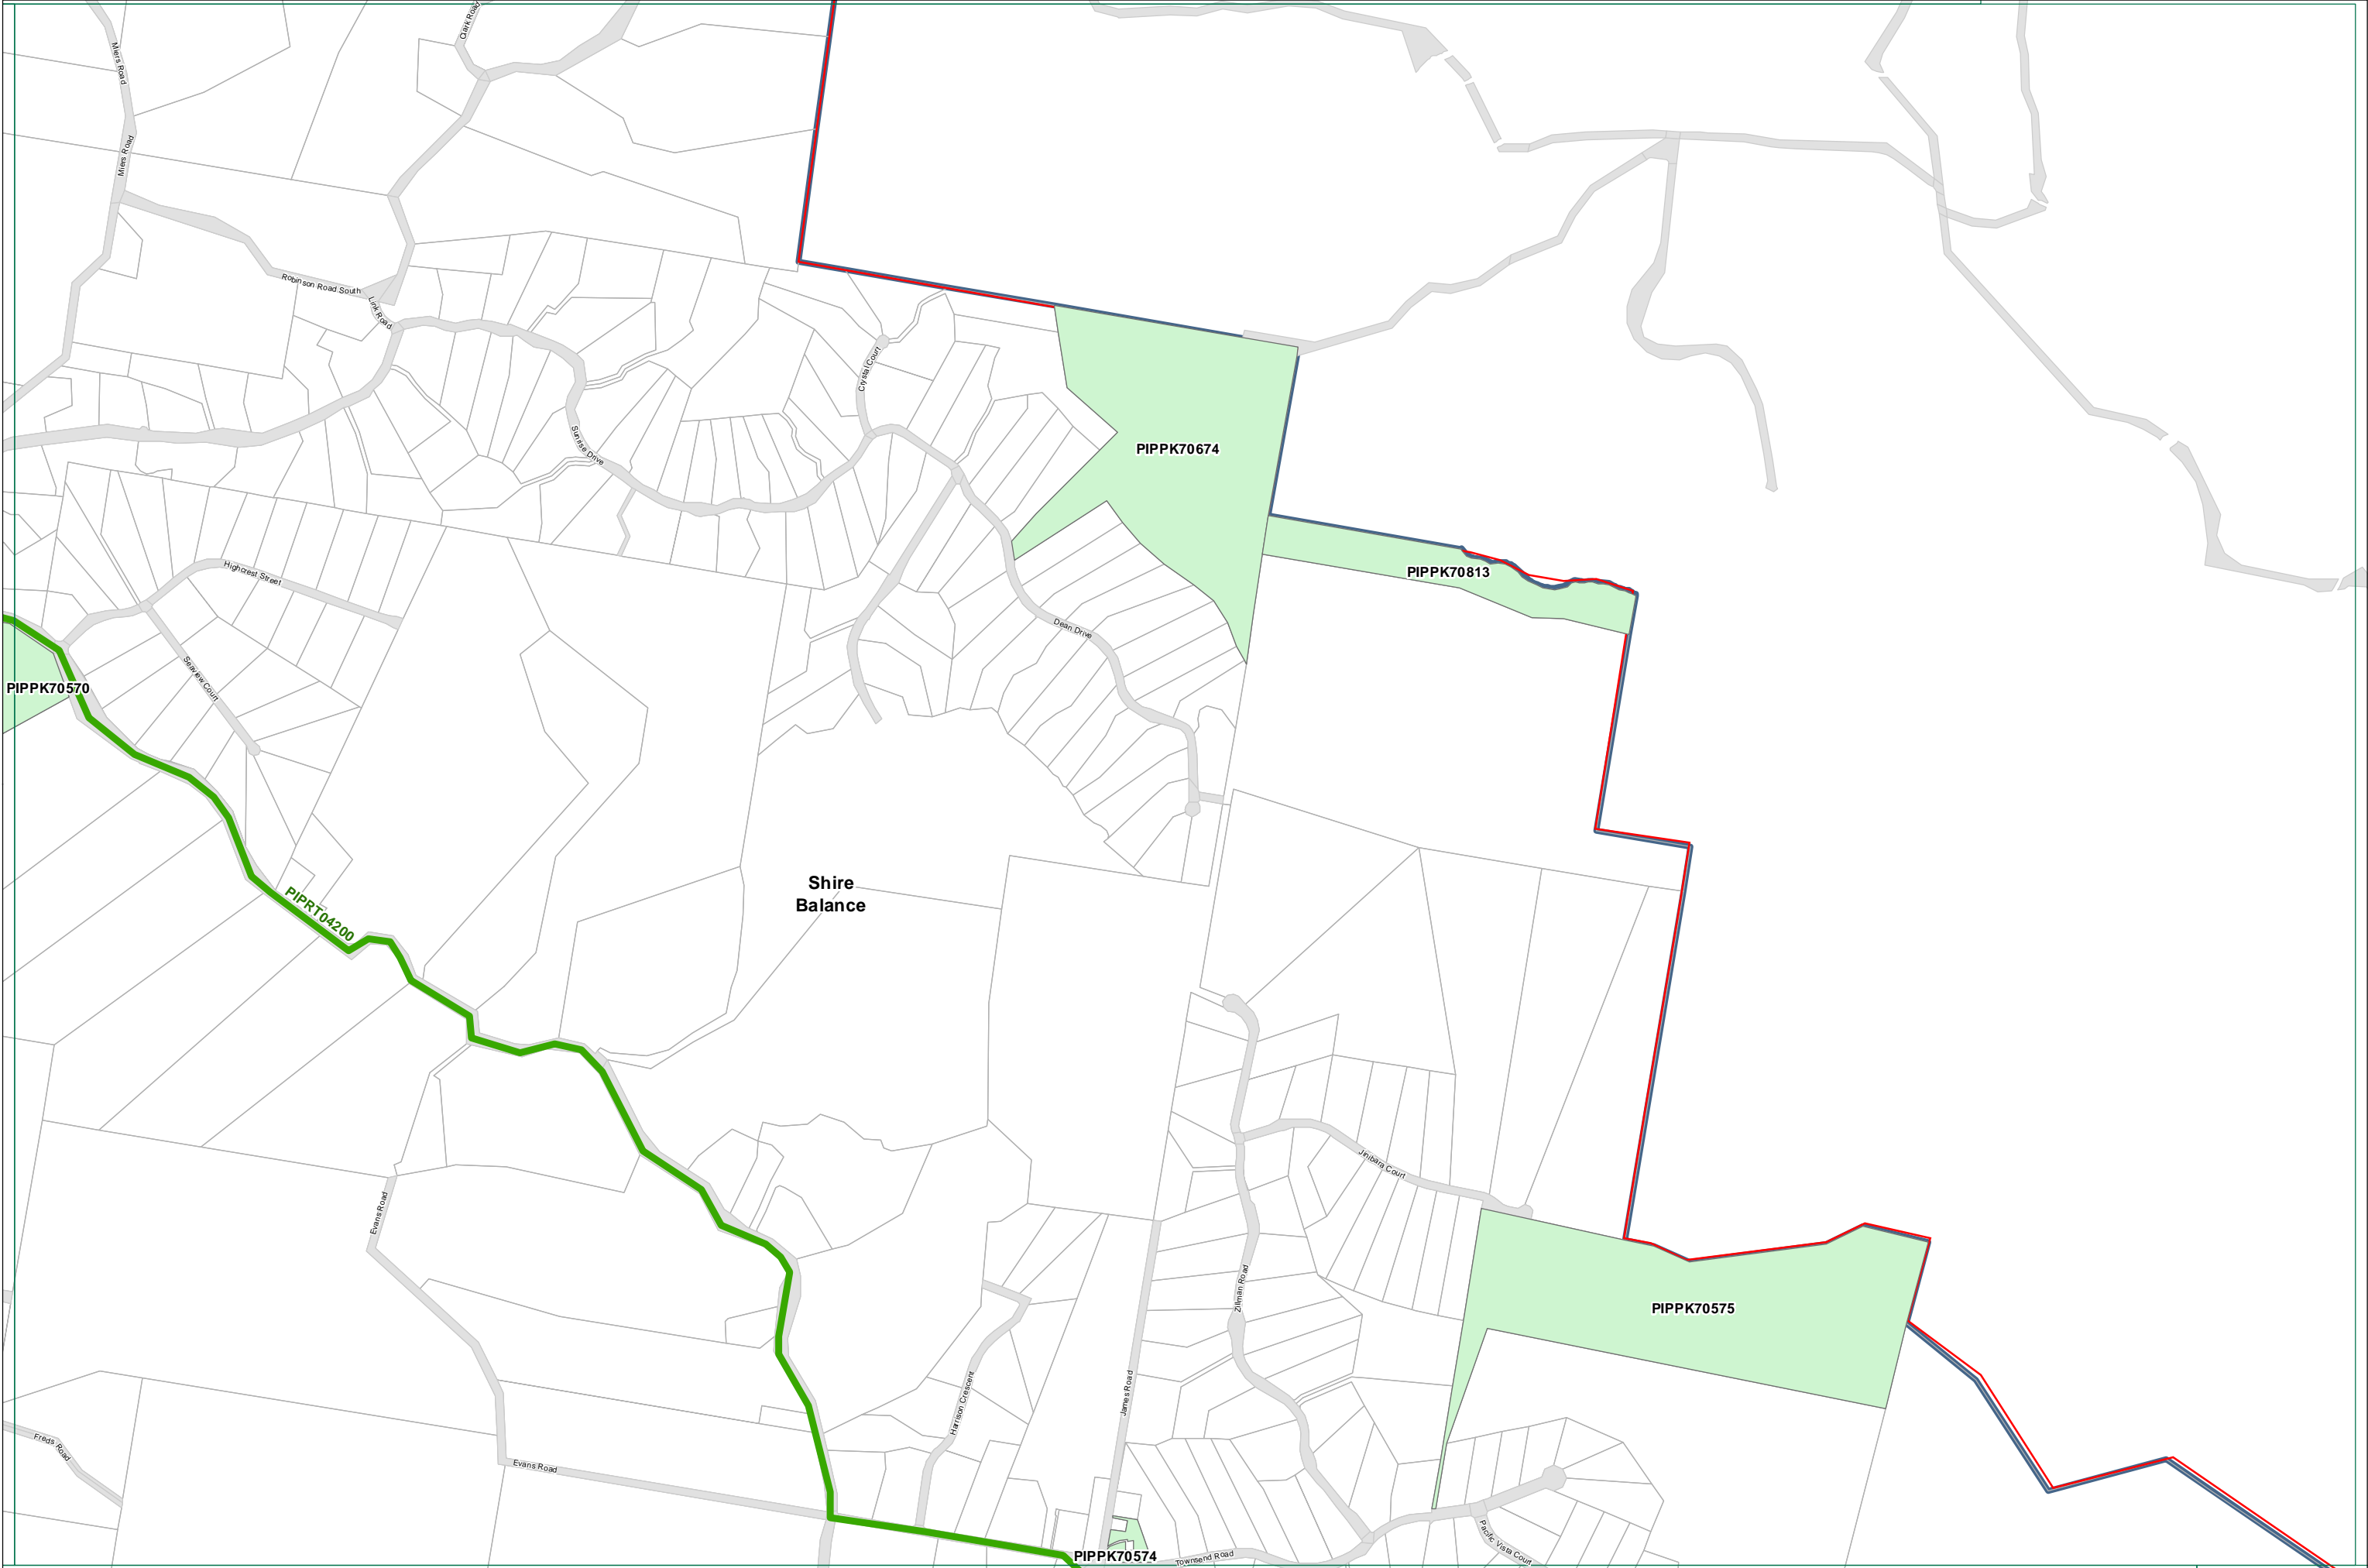 Clark Road
Miers Road
Miers Road
Robinson Road South
Link Road
Crystal Court
Sunrise Drive
PIPPK70674
PIPPK70813
Highcrest Street
Dean Drive
Seaview Court
PIPPK70570
Shire
Balance
PIPRT04200
Jinibara Court
Evans Road
Zillman Road
PIPPK70575
James Road
Harrison Crescent
Freds Road
Evans Road
Pacific Vista Court
PIPPK70574
Townsend Road